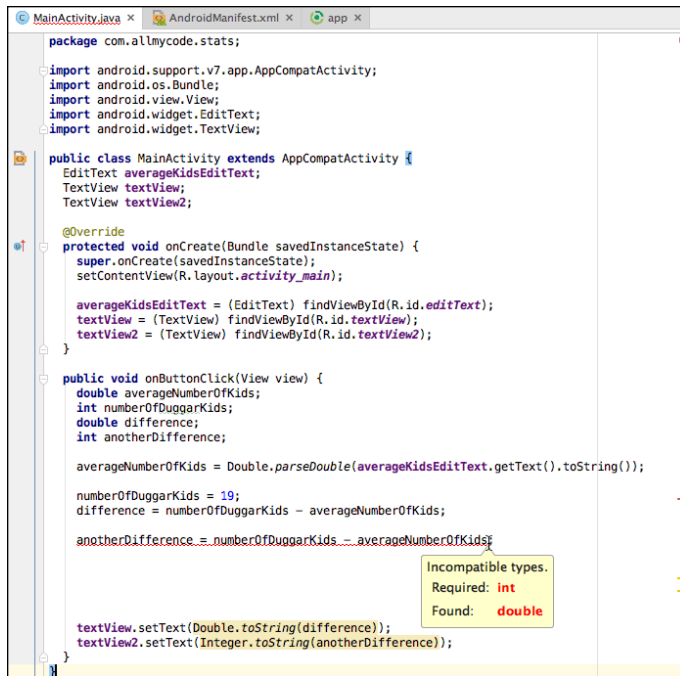 MainActivity.java × AndroidManifest.xml × app ×
package com.allmycode.stats;
import android.support.v7.app.AppCompatActivity;
import android.os.Bundle;
import android.view.View;
import android.widget.EditText;
import android.widget.TextView;
public class MainActivity extends AppCompatActivity {
EditText averageKidsEditText;
TextView textView;
TextView textView2;
@Override
protected void onCreate(Bundle savedInstanceState) {
super.onCreate(savedInstanceState);
setContentView(R.layout.activity_main);
averageKidsEditText = (EditText) findViewById(R.id.editText);
textView = (TextView) findViewById(R.id.textView);
textView2 = (TextView) findViewById(R.id.textView2);
}
public void onButtonClick(View view) {
double averageNumberOfKids;
int numberOfDuggarKids;
double difference;
int anotherDifference;
averageNumberOfKids = Double.parseDouble(averageKidsEditText.getText().toString());
numberOfDuggarKids = 19;
difference = numberOfDuggarKids - averageNumberOfKids;
anotherDifference = numberOfDuggarKids - averageNumberOfKids;
Incompatible types.
Required: int
Found: double
textView.setText(Double.toString(difference));
textView2.setText(Integer.toString(anotherDifference));
}
}